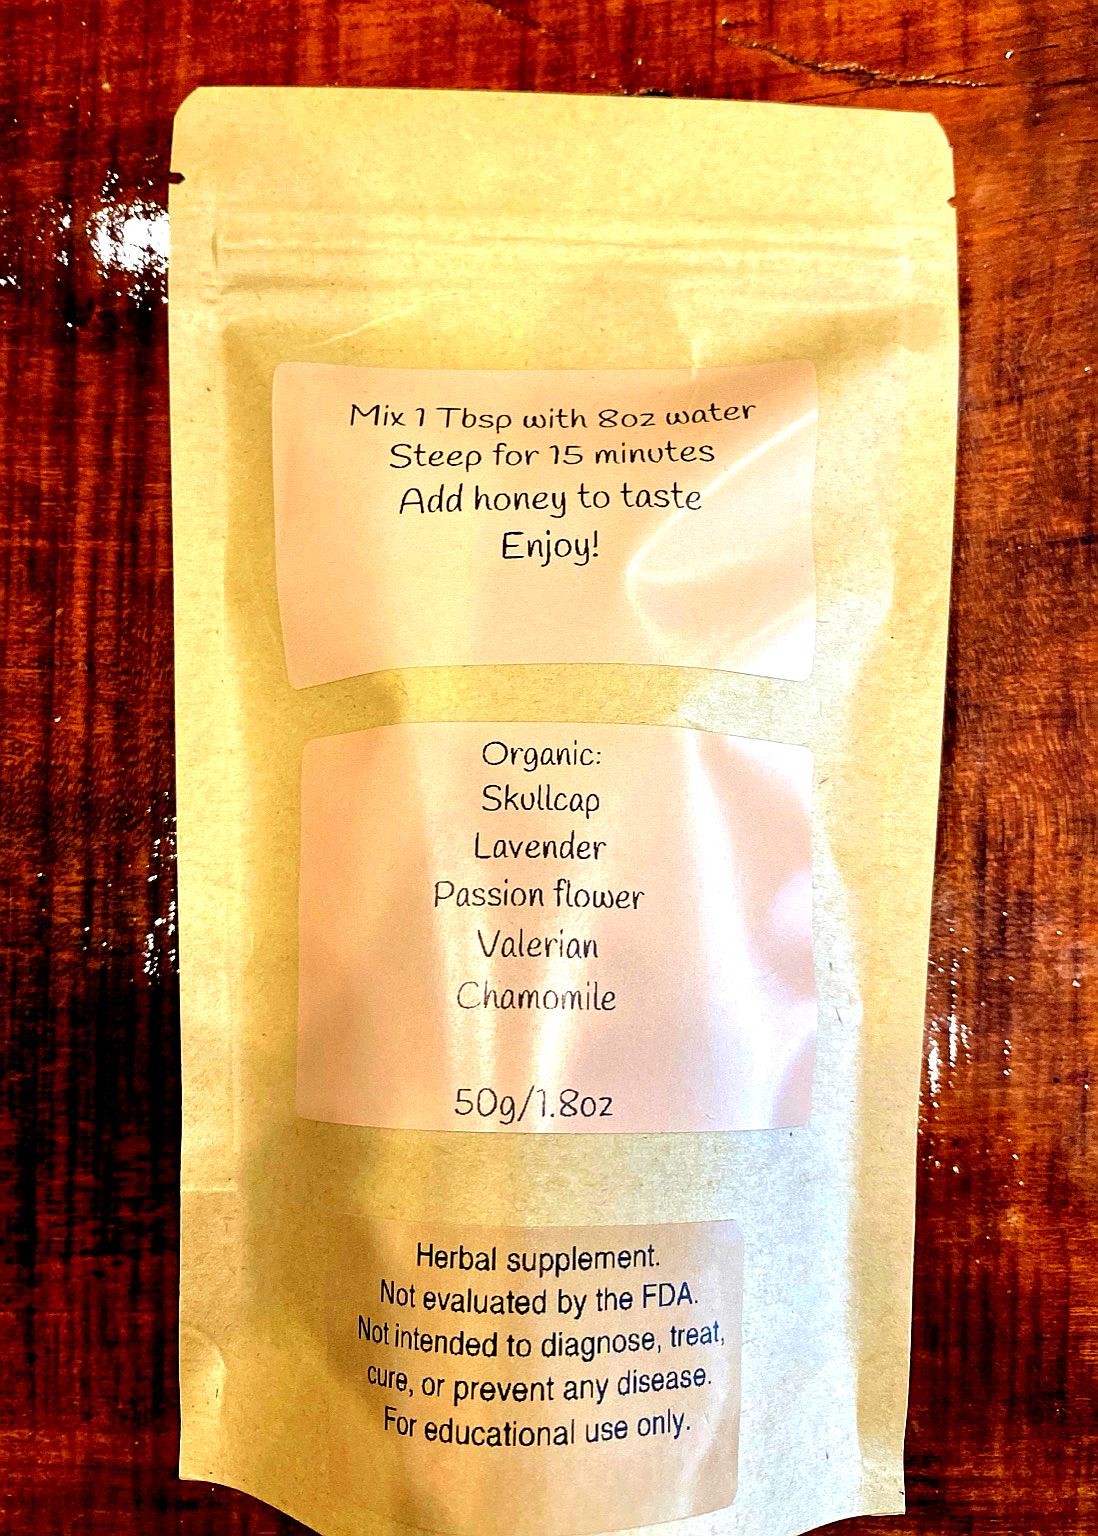 Mix 1 Tbsp with 8oz water
Steep for 15 minutes
Add honey to taste
Enjoy!
Organic:
Skullcap
Lavender
Passion flower
Valerian
Chamomile
50g/1.8oz
Herbal supplement.
Not evaluated by the FDA.
Not intended to diagnose, treat,
cure, or prevent any disease.
For educational use only.